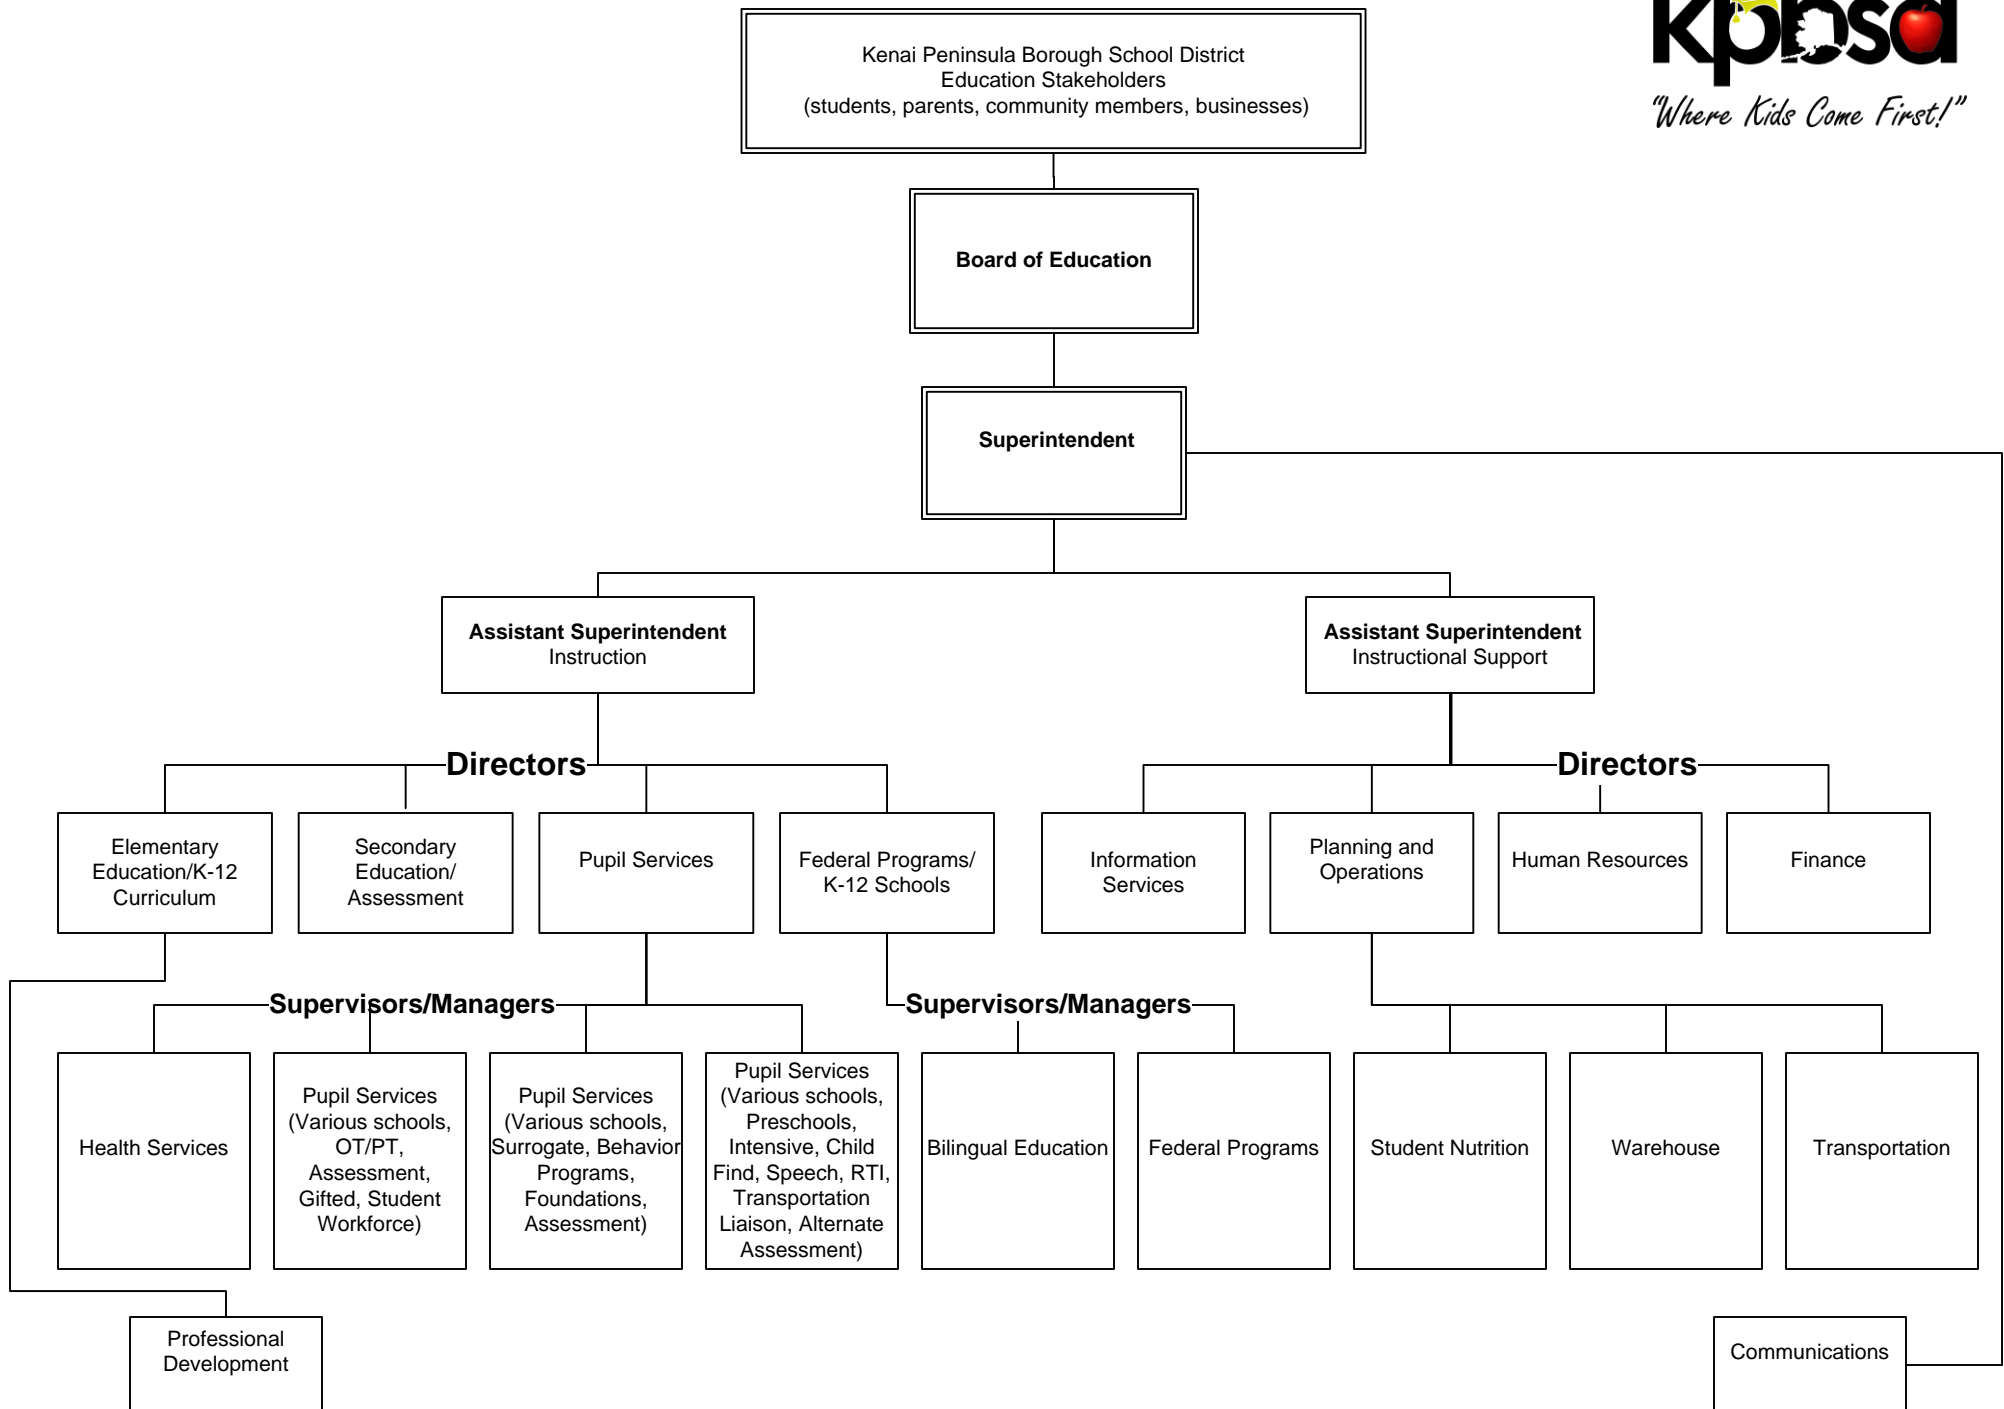 kpbsd
"Where Kids Come First!"
Kenai Peninsula Borough School District
Education Stakeholders
(students, parents, community members, businesses)
Board of Education
Superintendent
Assistant Superintendent
Instruction
Assistant Superintendent
Instructional Support
Directors
Directors
Elementary
Education/K-12
Curriculum
Secondary
Education/
Assessment
Pupil Services
Federal Programs/
K-12 Schools
Information
Services
Planning and
Operations
Human Resources
Finance
Supervisors/Managers
Supervisors/Managers
Health Services
Pupil Services
(Various schools,
OT/PT,
Assessment,
Gifted, Student
Workforce)
Pupil Services
(Various schools,
Surrogate, Behavior
Programs,
Foundations,
Assessment)
Pupil Services
(Various schools,
Preschools,
Intensive, Child
Find, Speech, RTI,
Transportation
Liaison, Alternate
Assessment)
Bilingual Education
Federal Programs
Student Nutrition
Warehouse
Transportation
Professional
Development
Communications